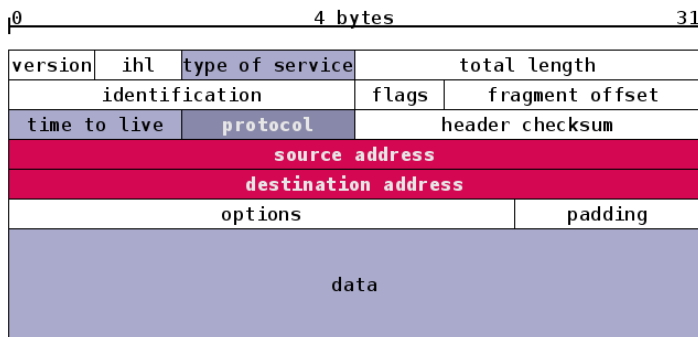 0 4 bytes 31
version ihl type of service total length
identification flags fragment offset
time to live protocol header checksum
source address
destination address
options padding
data